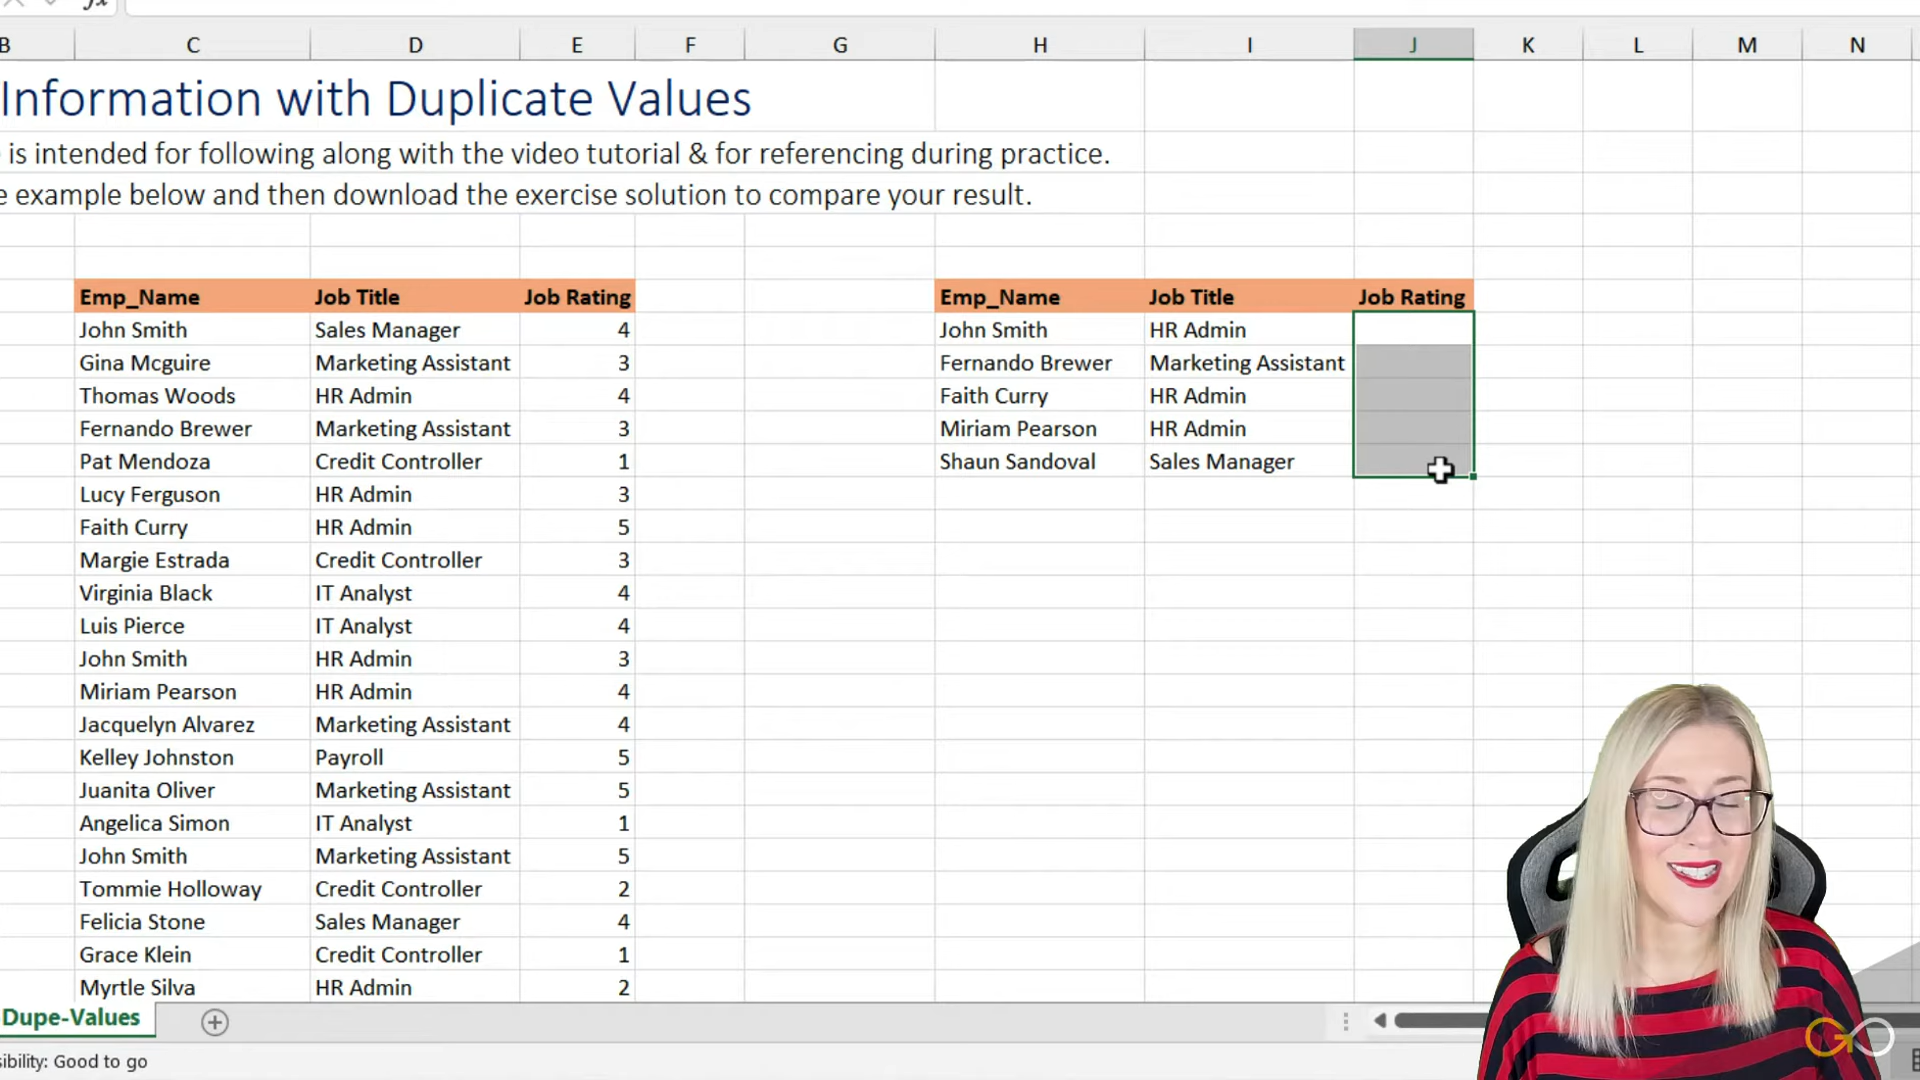 fx
B C D E F G H I J K L M N
Information with Duplicate Values
is intended for following along with the video tutorial & for referencing during practice.
e example below and then download the exercise solution to compare your result.
Emp_Name Job Title Job Rating Emp_Name Job Title Job Rating
John Smith Sales Manager 4 John Smith HR Admin
Gina Mcguire Marketing Assistant 3 Fernando Brewer Marketing Assistant
Thomas Woods HR Admin 4 Faith Curry HR Admin
Fernando Brewer Marketing Assistant 3 Miriam Pearson HR Admin
Pat Mendoza Credit Controller 1 Shaun Sandoval Sales Manager
Lucy Ferguson HR Admin 3
Faith Curry HR Admin 5
Margie Estrada Credit Controller 3
Virginia Black IT Analyst 4
Luis Pierce IT Analyst 4
John Smith HR Admin 3
Miriam Pearson HR Admin 4
Jacquelyn Alvarez Marketing Assistant 4
Kelley Johnston Payroll 5
Juanita Oliver Marketing Assistant 5
Angelica Simon IT Analyst 1
John Smith Marketing Assistant 5
Tommie Holloway Credit Controller 2
Felicia Stone Sales Manager 4
Grace Klein Credit Controller 1
Myrtle Silva HR Admin 2
Dupe-Values
sibility: Good to go
GO